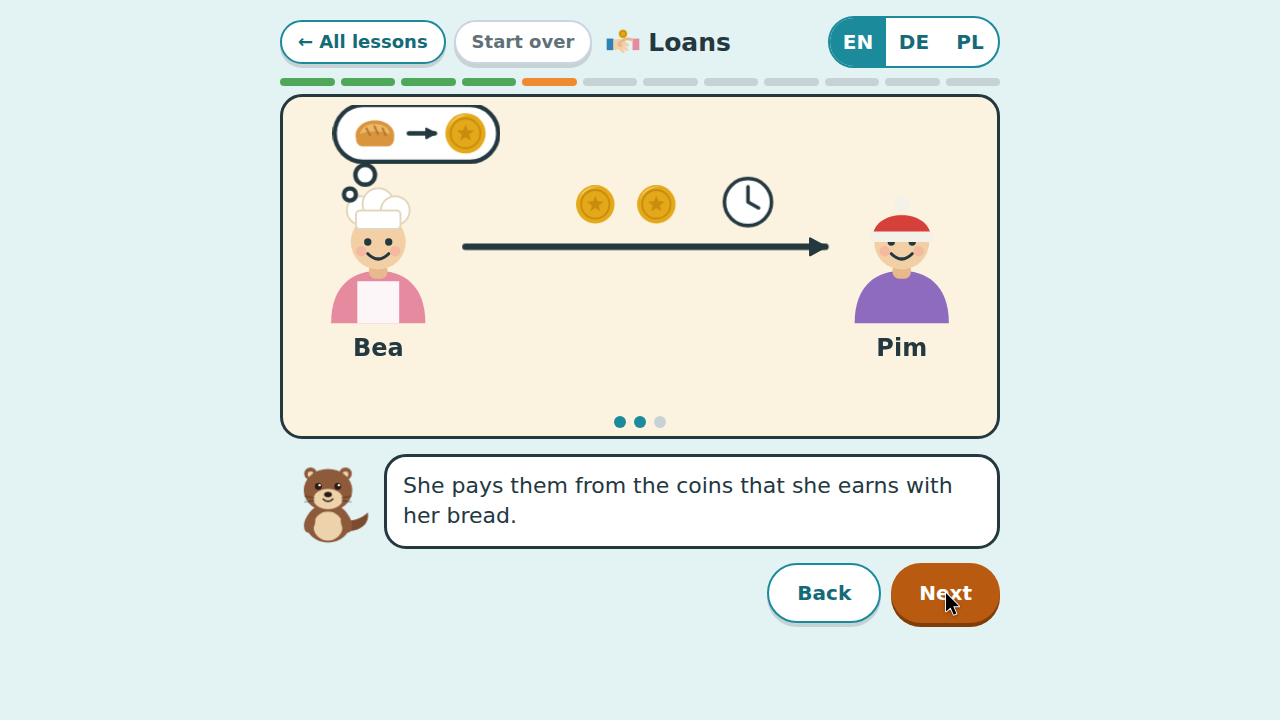 ← All lessons
Start over
Loans
EN DE PL
Bea
Pim
She pays them from the coins that she earns with
her bread.
Back
Next